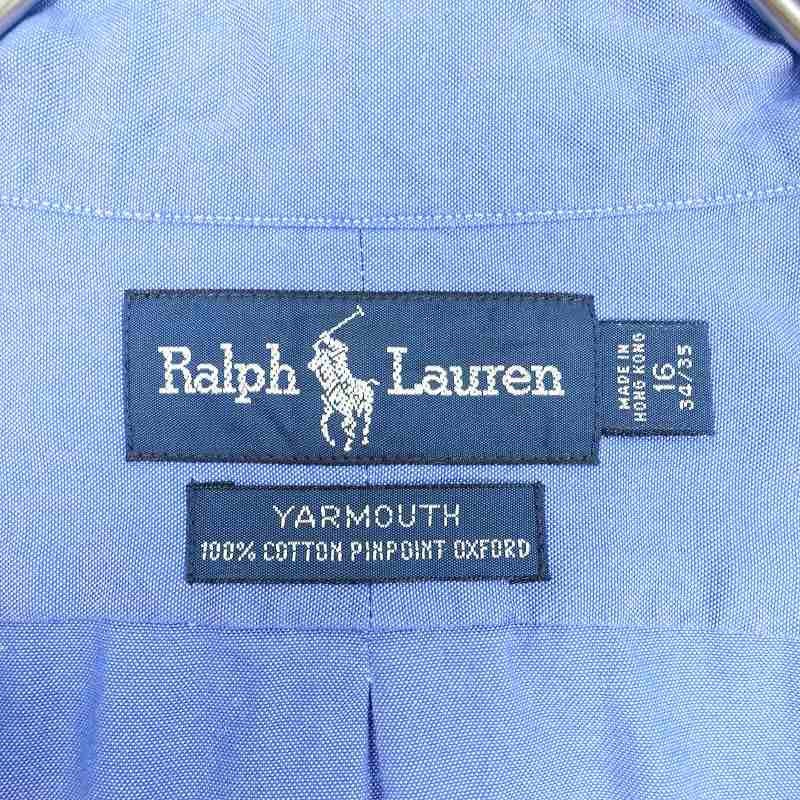 Ralph Lauren
MADE IN
HONG KONG
16
34/35
YARMOUTH
100% COTTON PINPOINT OXFORD